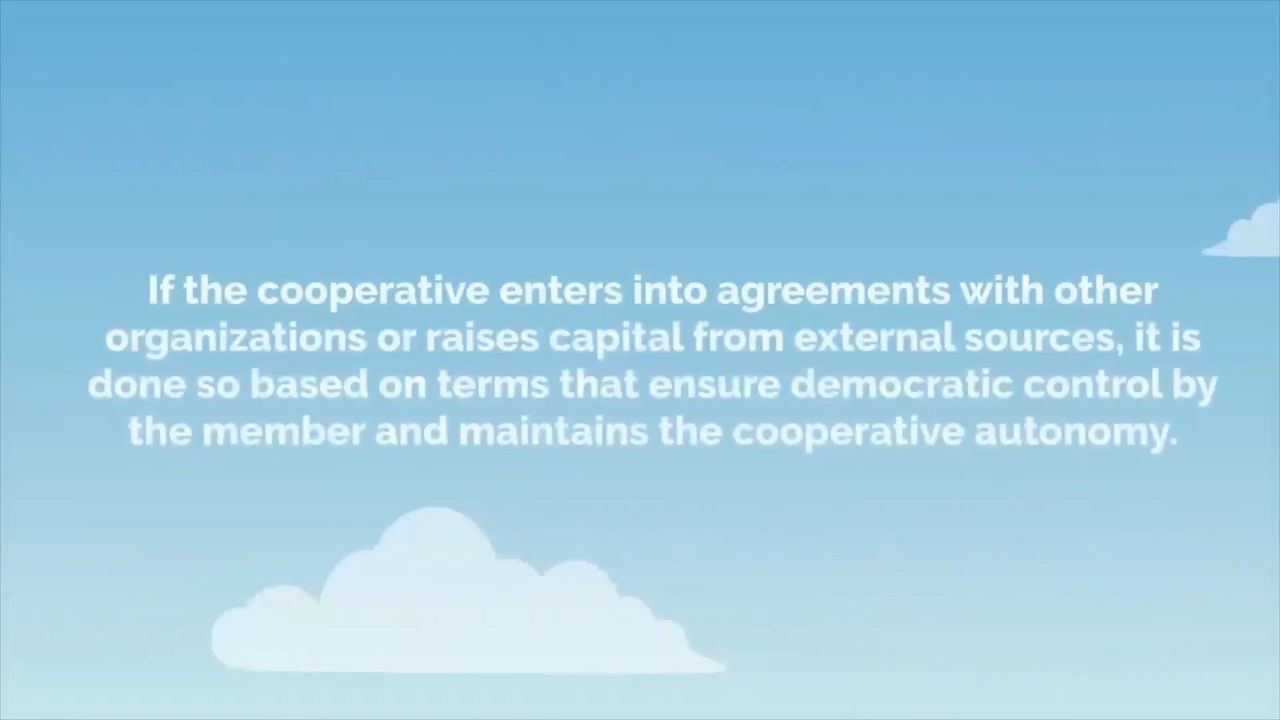 If the cooperative enters into agreements with other
organizations or raises capital from external sources, it is
done so based on terms that ensure democratic control by
the member and maintains the cooperative autonomy.